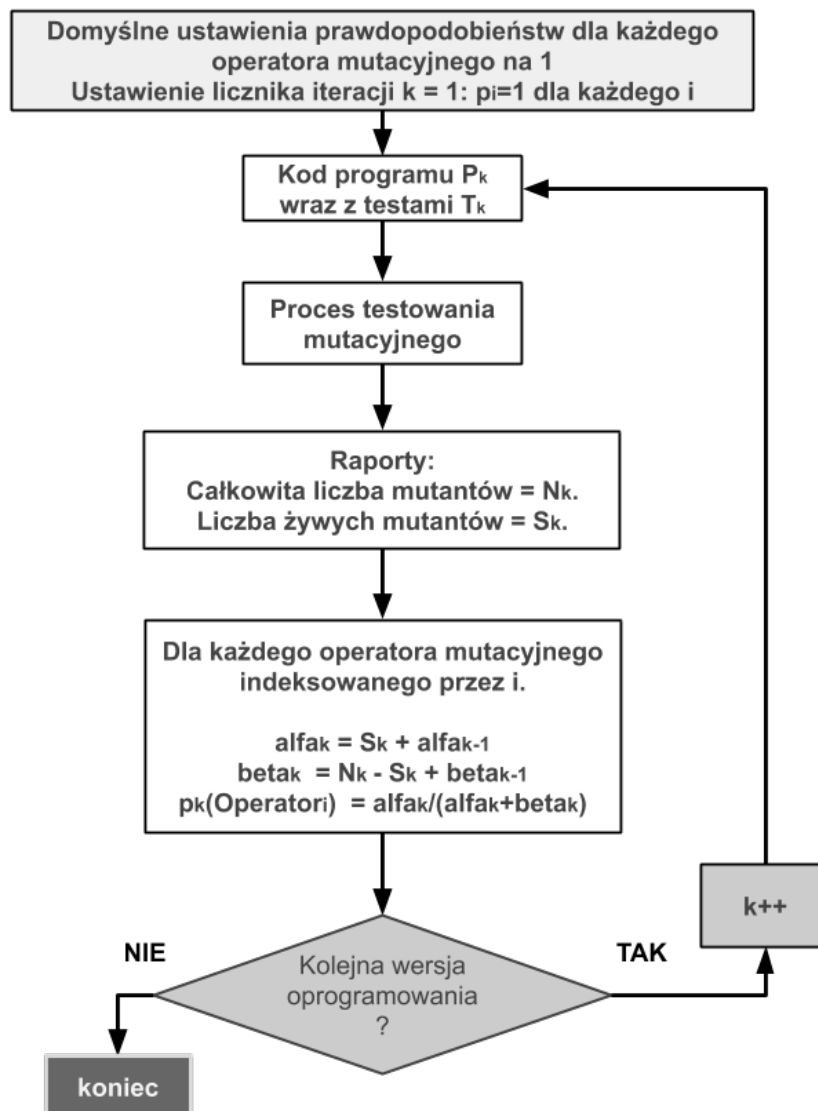 Domyślne ustawienia prawdopodobieństw dla każdego
operatora mutacyjnego na 1
Ustawienie licznika iteracji k = 1: pi=1 dla każdego i
Kod programu Pk
wraz z testami Tk
Proces testowania
mutacyjnego
Raporty:
Całkowita liczba mutantów = Nk.
Liczba żywych mutantów = Sk.
Dla każdego operatora mutacyjnego
indeksowanego przez i.
alfak = Sk + alfak-1
betak = Nk - Sk + betak-1
pk(Operatori) = alfak/(alfak+betak)
k++
NIE
TAK
Kolejna wersja
oprogramowania
?
koniec